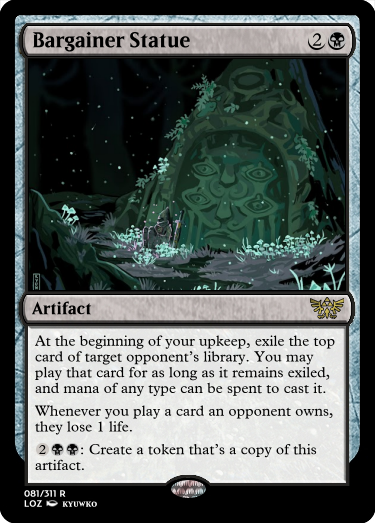 Bargainer Statue 2
Artifact
At the beginning of your upkeep, exile the top
card of target opponent's library. You may
play that card for as long as it remains exiled,
and mana of any type can be spent to cast it.
Whenever you play a card an opponent owns,
they lose 1 life.
2 : Create a token that's a copy of this
artifact.
081/311 R
LOZ KYUWKO